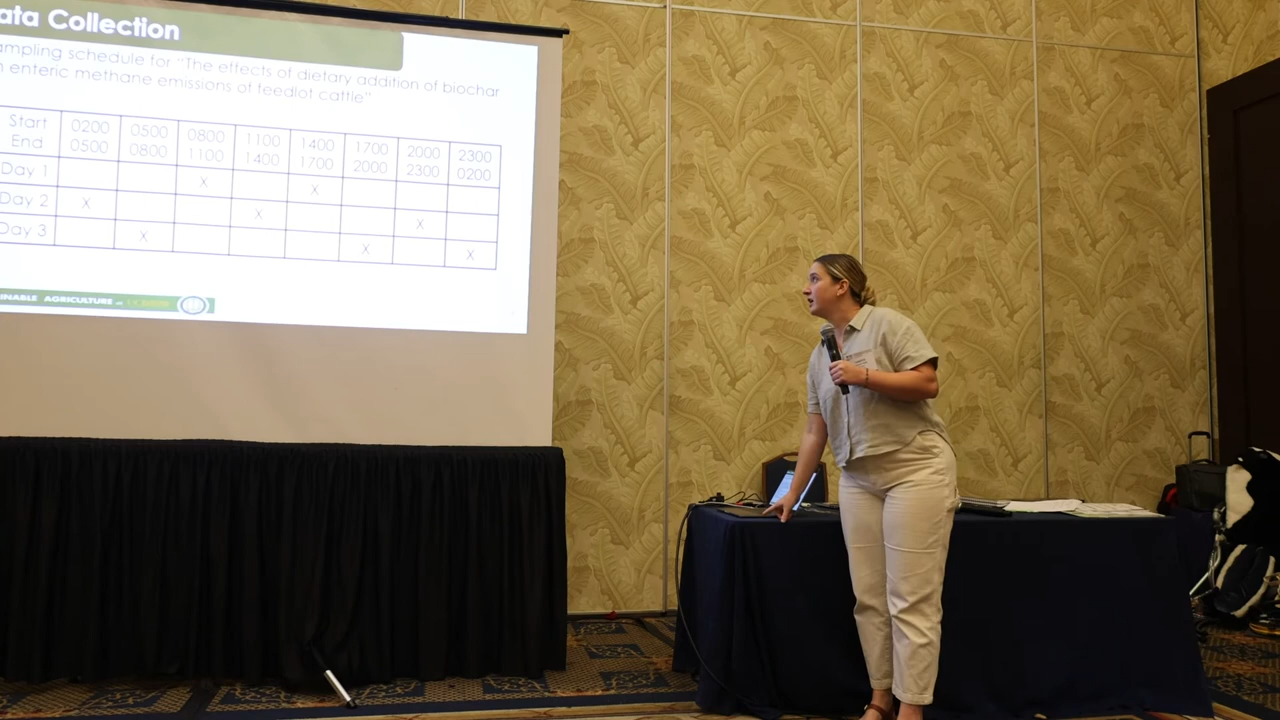 ata Collection
ampling schedule for "The effects of dietary addition of biochar
n enteric methane emissions of feedlot cattle"
Start 0200 0500 0800 1100 1400 1700 2000 2300
End 0500 0800 1100 1400 1700 2000 2300 0200
Day 1 X X
Day 2 X X X
Day 3 X X X
INABLE AGRICULTURE